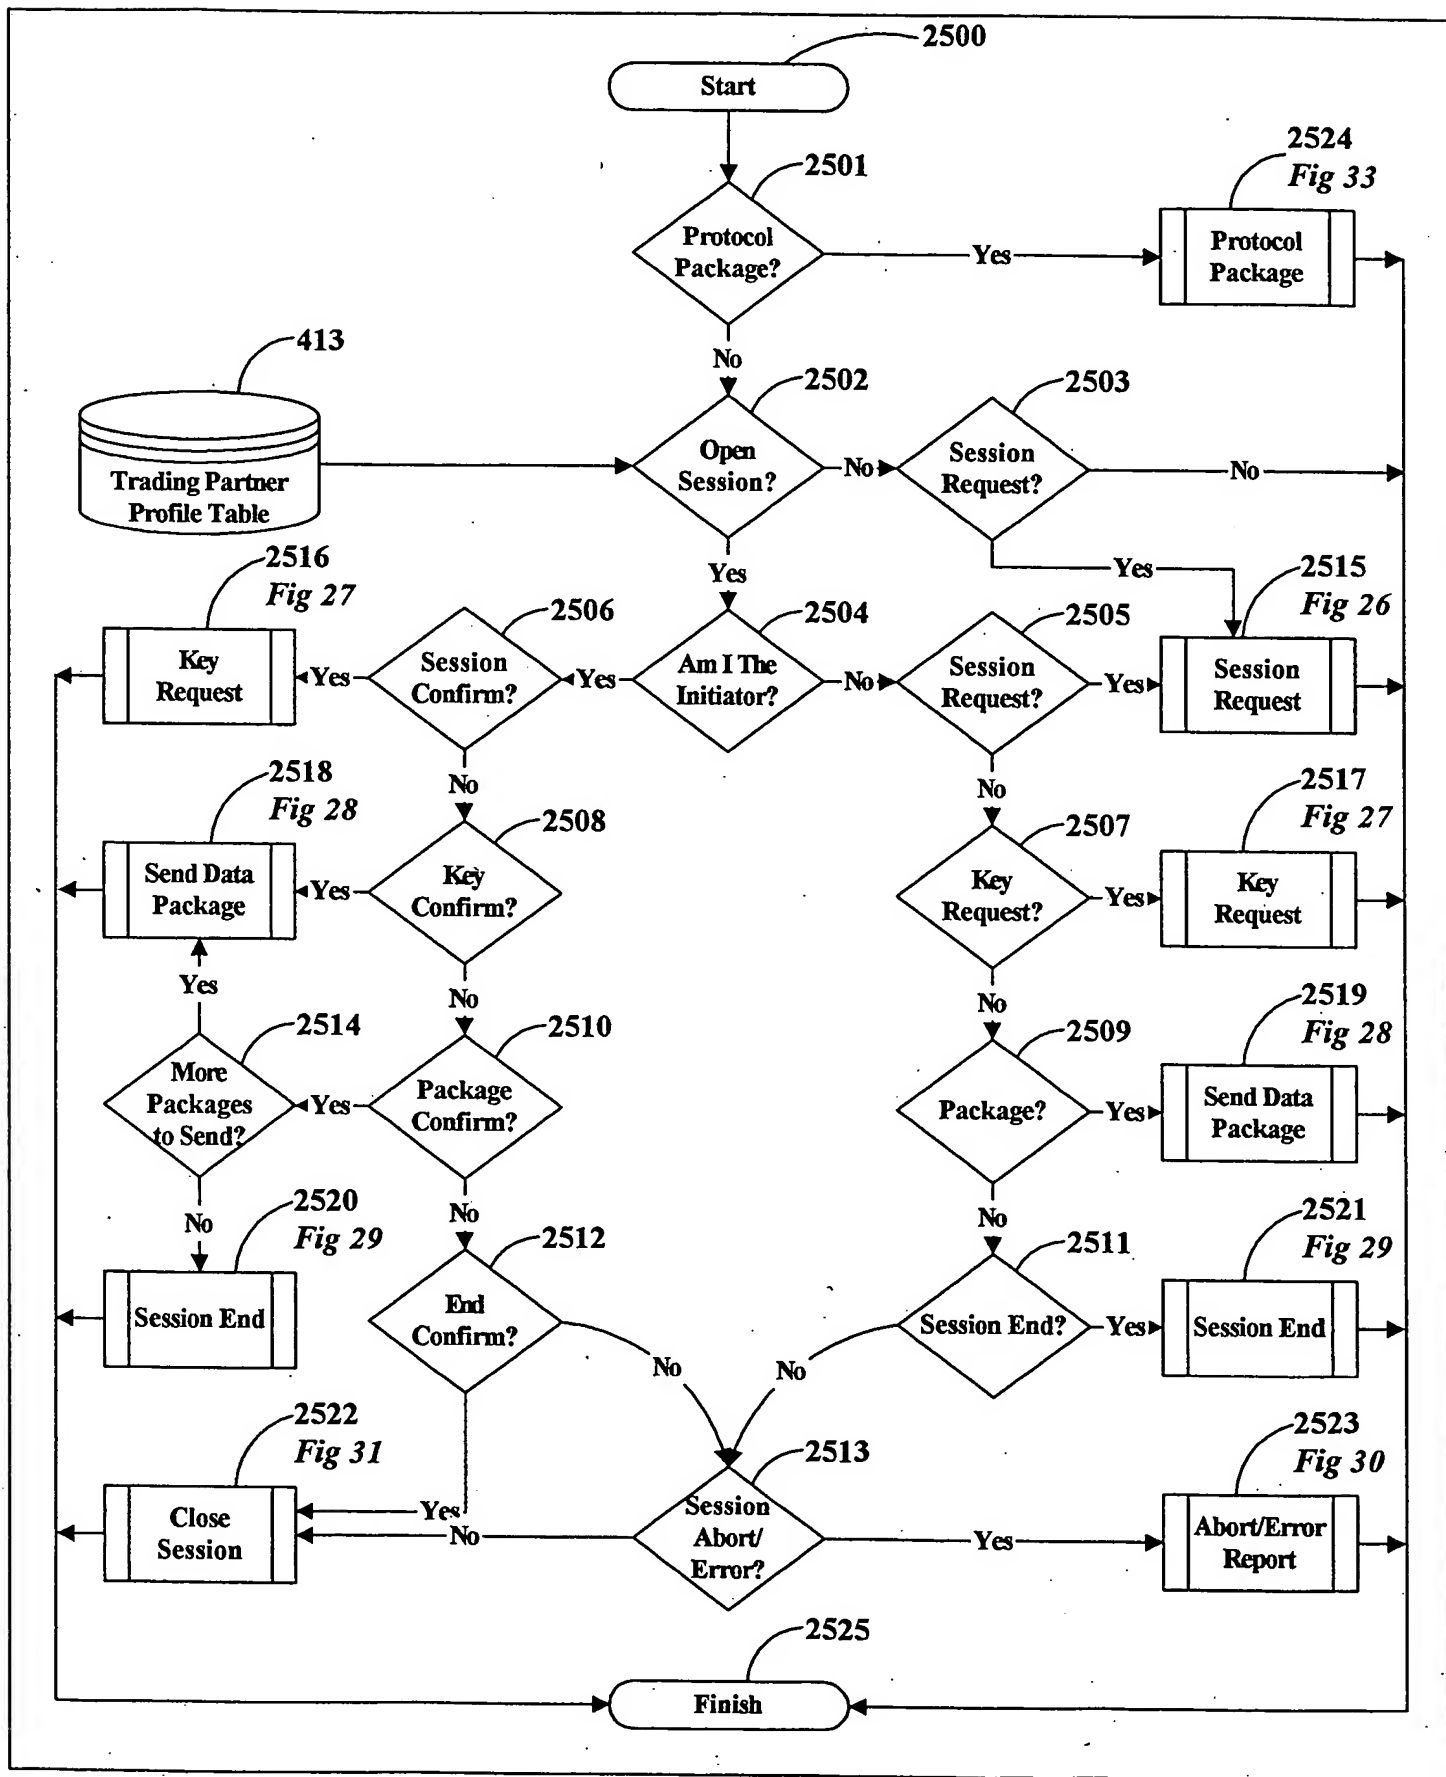 2500
Start
2501
2524
Fig 33
Protocol
Package?
Yes
Protocol
Package
No
413
2502
2503
Trading Partner
Profile Table
Open
Session?
No
Session
Request?
No
Yes
Yes
2516
Fig 27
2506
2504
2505
2515
Fig 26
Key
Request
Yes
Session
Confirm?
Yes
Am I The
Initiator?
No
Session
Request?
Yes
Session
Request
No
No
2518
Fig 28
2508
2507
2517
Fig 27
Send Data
Package
Yes
Key
Confirm?
Key
Request?
Yes
Key
Request
Yes
No
No
2514
2510
2509
2519
Fig 28
More
Packages
to Send?
Yes
Package
Confirm?
Package?
Yes
Send Data
Package
No
No
No
2520
Fig 29
2512
2511
2521
Fig 29
Session End
End
Confirm?
Session End?
Yes
Session End
No
No
2522
Fig 31
2513
2523
Fig 30
Close
Session
Yes
No
Session
Abort/
Error?
Yes
Abort/Error
Report
2525
Finish